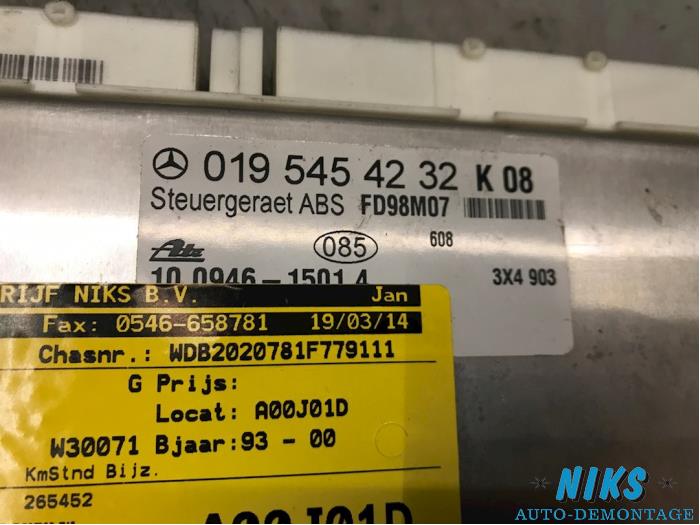 019 545 42 32 K 08
Steuergeraet ABS FD98M07
Ate 085 608
10.0946-1501.4 3X4 903
RIJF NIKS B.V. Jan
Fax: 0546-658781 19/03/14
Chasnr.: WDB2020781F779111
G Prijs:
Locat: A00J01D
W30071 Bjaar:93 - 00
KmStnd Bijz.
265452
A00J01D
NIKS
AUTO-DEMONTAGE